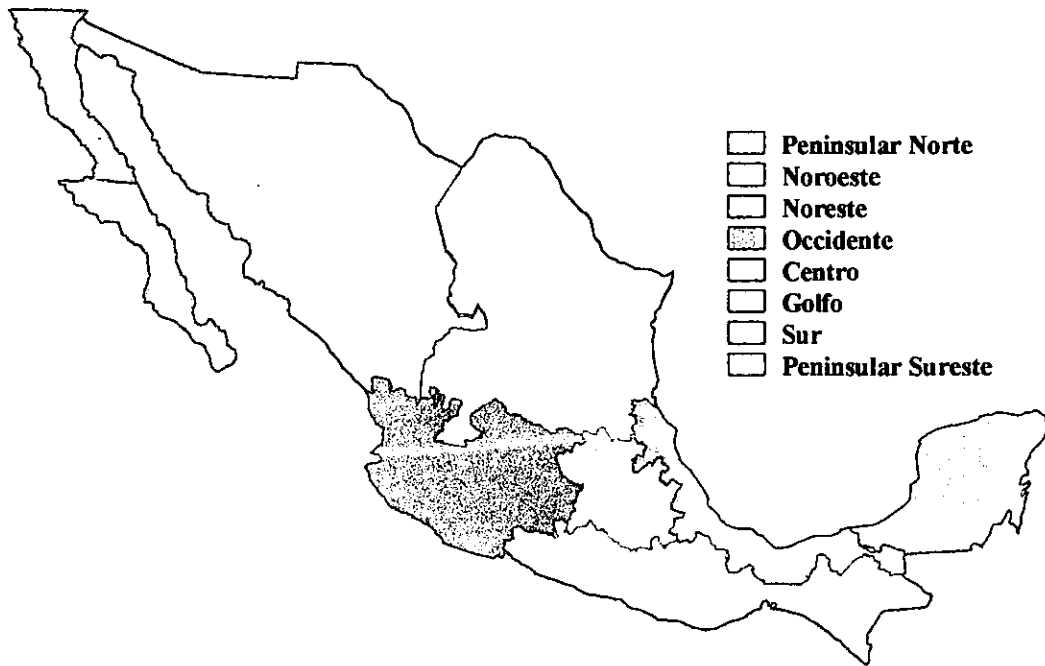 Peninsular Norte
Noroeste
Noreste
Occidente
Centro
Golfo
Sur
Peninsular Sureste